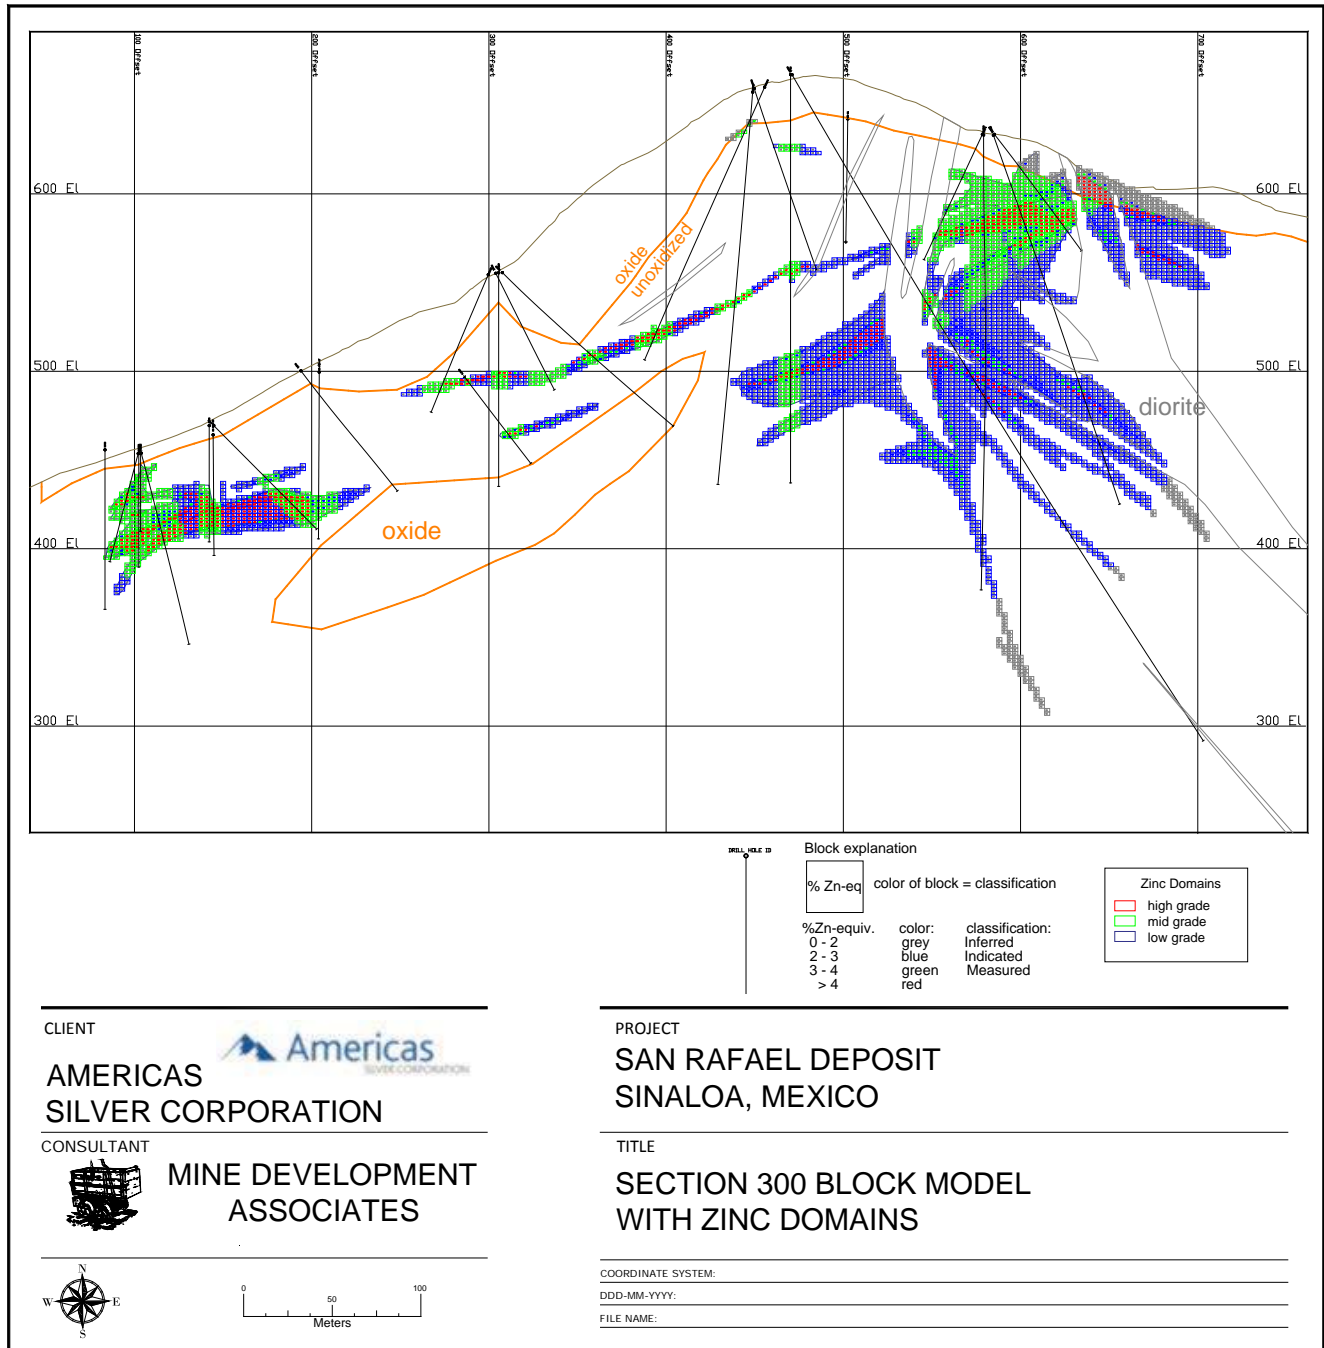 100 Offset
200 Offset
300 Offset
400 Offset
500 Offset
600 Offset
700 Offset
600 El
600 El
oxide
unoxidized
500 El
500 El
diorite
oxide
400 El
400 El
300 El
300 El
DRILL HOLE ID
Block explanation
% Zn-eq
color of block = classification
%Zn-equiv. color: classification:
0 - 2 grey Inferred
2 - 3 blue Indicated
3 - 4 green Measured
> 4 red
Zinc Domains
high grade
mid grade
low grade
CLIENT
Americas
SILVER CORPORATION
AMERICAS
SILVER CORPORATION
CONSULTANT
MINE DEVELOPMENT
ASSOCIATES
N
W E
S
0 50 100
Meters
PROJECT
SAN RAFAEL DEPOSIT
SINALOA, MEXICO
TITLE
SECTION 300 BLOCK MODEL
WITH ZINC DOMAINS
COORDINATE SYSTEM:
DDD-MM-YYYY:
FILE NAME: